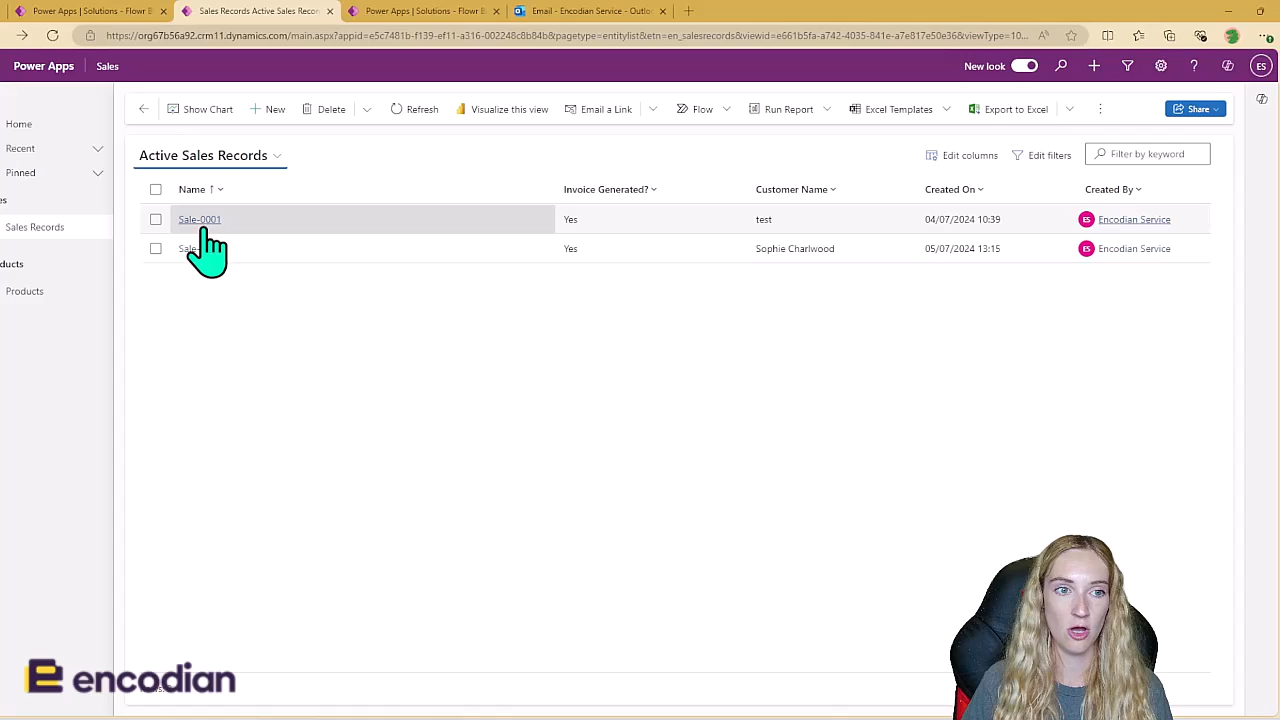 Power Apps | Solutions - Flowr B
Sales Records Active Sales Recor
Power Apps | Solutions - Flowr B
Email - Encodian Service - Outloo
https://org67b56a92.crm11.dynamics.com/main.aspx?appid=e5c7481b-f139-ef11-a316-002248c8b84b&pagetype=entitylist&etn=en_salesrecords&viewid=e661b5fa-a742-4035-841e-a7e817e50e36&viewType=10...
Power Apps
Sales
New look
ES
Home
Recent
Pinned
es
Sales Records
ducts
Products
Show Chart
New
Delete
Refresh
Visualize this view
Email a Link
Flow
Run Report
Excel Templates
Export to Excel
Share
Active Sales Records
Edit columns
Edit filters
Filter by keyword
Name ↑
Invoice Generated?
Customer Name
Created On
Created By
Sale-0001
Yes
test
04/07/2024 10:39
ES
Encodian Service
Yes
Sophie Charlwood
05/07/2024 13:15
ES
Encodian Service
encodian